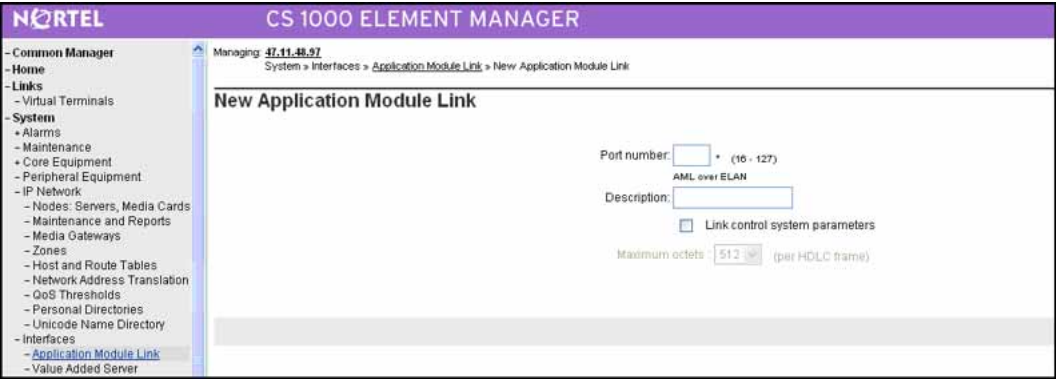 NORTEL
CS 1000 ELEMENT MANAGER
- Common Manager
- Home
- Links
- Virtual Terminals
- System
+ Alarms
- Maintenance
+ Core Equipment
- Peripheral Equipment
- IP Network
- Nodes: Servers, Media Cards
- Maintenance and Reports
- Media Gateways
- Zones
- Host and Route Tables
- Network Address Translation
- QoS Thresholds
- Personal Directories
- Unicode Name Directory
- Interfaces
- Application Module Link
- Value Added Server
Managing: 47.11.48.97
System » Interfaces » Application Module Link » New Application Module Link
New Application Module Link
Port number: * (16 - 127)
AML over ELAN
Description:
Link control system parameters
Maximum octets : 512 (per HDLC frame)